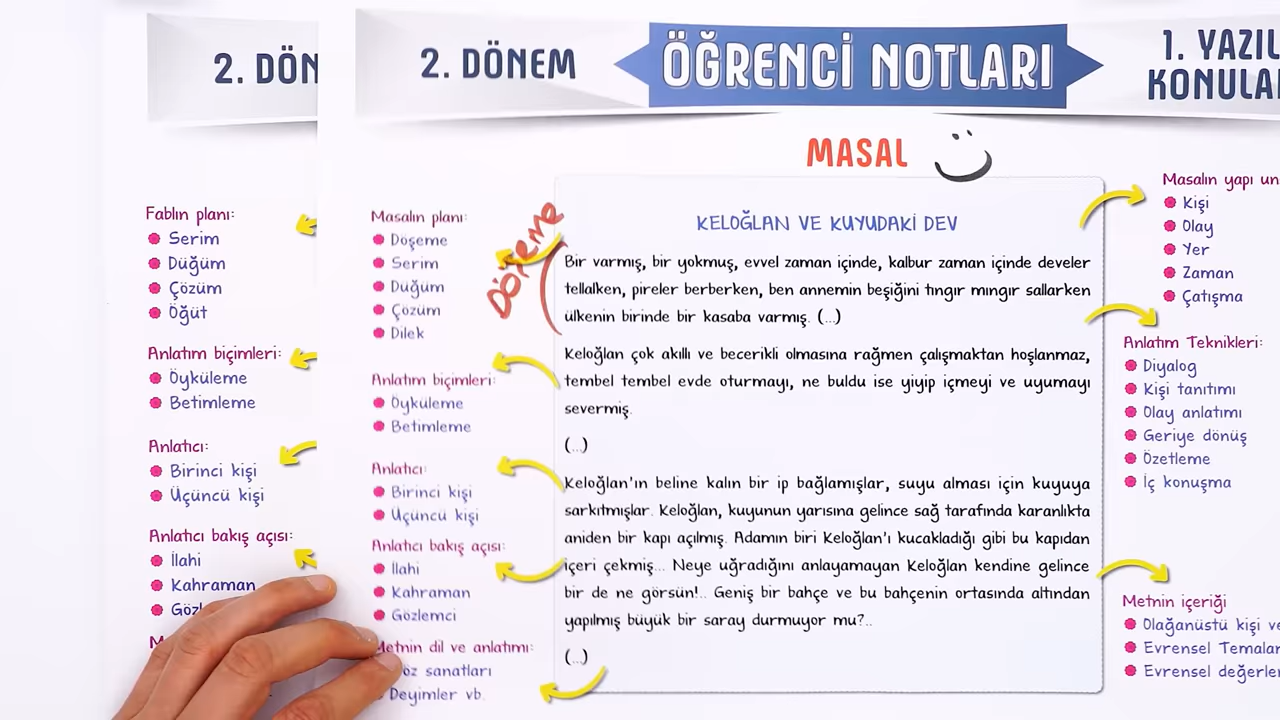 2. DÖN
Fablın planı:
Serim
Düğüm
Çözüm
Öğüt
Anlatım biçimleri:
Öyküleme
Betimleme
Anlatıcı:
Birinci kişi
Üçüncü kişi
Anlatıcı bakış açısı:
İlahi
Kahraman
2. DÖNEM
ÖĞRENCİ NOTLARI
1. YAZIL
KONULAR
MASAL
Masalın planı:
Döşeme
Serim
Düğüm
Çözüm
Dilek
Anlatım biçimleri:
Öyküleme
Betimleme
Anlatıcı:
Birinci kişi
Üçüncü kişi
Anlatıcı bakış açısı:
İlahi
Kahraman
Gözlemci
Metnin dil ve anlatımı:
öz sanatları
Deyimler vb.
Döşeme
KELOĞLAN VE KUYUDAKİ DEV
Bir varmış, bir yokmuş, evvel zaman içinde, kalbur zaman içinde develer
tellalken, pireler berberken, ben annemin beşiğini tıngır mıngır sallarken
ülkenin birinde bir kasaba varmış. (...)
Keloğlan çok akıllı ve becerikli olmasına rağmen çalışmaktan hoşlanmaz,
tembel tembel evde oturmayı, ne buldu ise yiyip içmeyi ve uyumayı
severmiş.
(...)
Keloğlan'ın beline kalın bir ip bağlamışlar, suyu alması için kuyuya
sarkıtmışlar. Keloğlan, kuyunun yarısına gelince sağ tarafında karanlıkta
aniden bir kapı açılmış. Adamın biri Keloğlan'ı kucakladığı gibi bu kapıdan
içeri çekmiş... Neye uğradığını anlayamayan Keloğlan kendine gelince
bir de ne görsün!.. Geniş bir bahçe ve bu bahçenin ortasında altından
yapılmış büyük bir saray durmuyor mu?..
(...)
Masalın yapı un
Kişi
Olay
Yer
Zaman
Çatışma
Anlatım Teknikleri:
Diyalog
Kişi tanıtımı
Olay anlatımı
Geriye dönüş
Özetleme
İç konuşma
Metnin içeriği
Olağanüstü kişi ve
Evrensel Temalar
Evrensel değerler